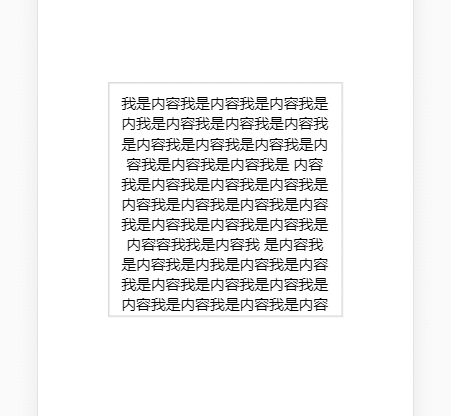 我是内容我是内容我是内容我是
内我是内容我是内容我是内容我
是内容我是内容我是内容我是内
容我是内容我是内容我是 内容
我是内容我是内容我是内容我是
内容我是内容我是内容我是内容
我是内容我是内容我是内容我是
内容容我我是内容我 是内容我
是内容我是内我是内容我是内容
我是内容我是内容我是内容我是
内容我是内容我是内容我是内容